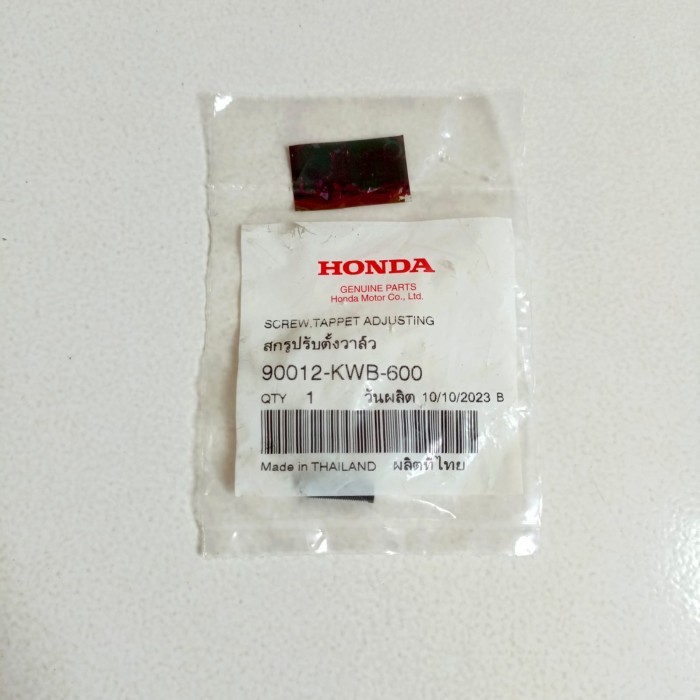 HONDA
GENUINE PARTS
Honda Motor Co., Ltd.
SCREW,TAPPET ADJUSTING
สกรูปรับตั้งวาล์ว
90012-KWB-600
QTY 1 วันผลิต 10/10/2023 B
Made in THAILAND ผลิตที่ไทย